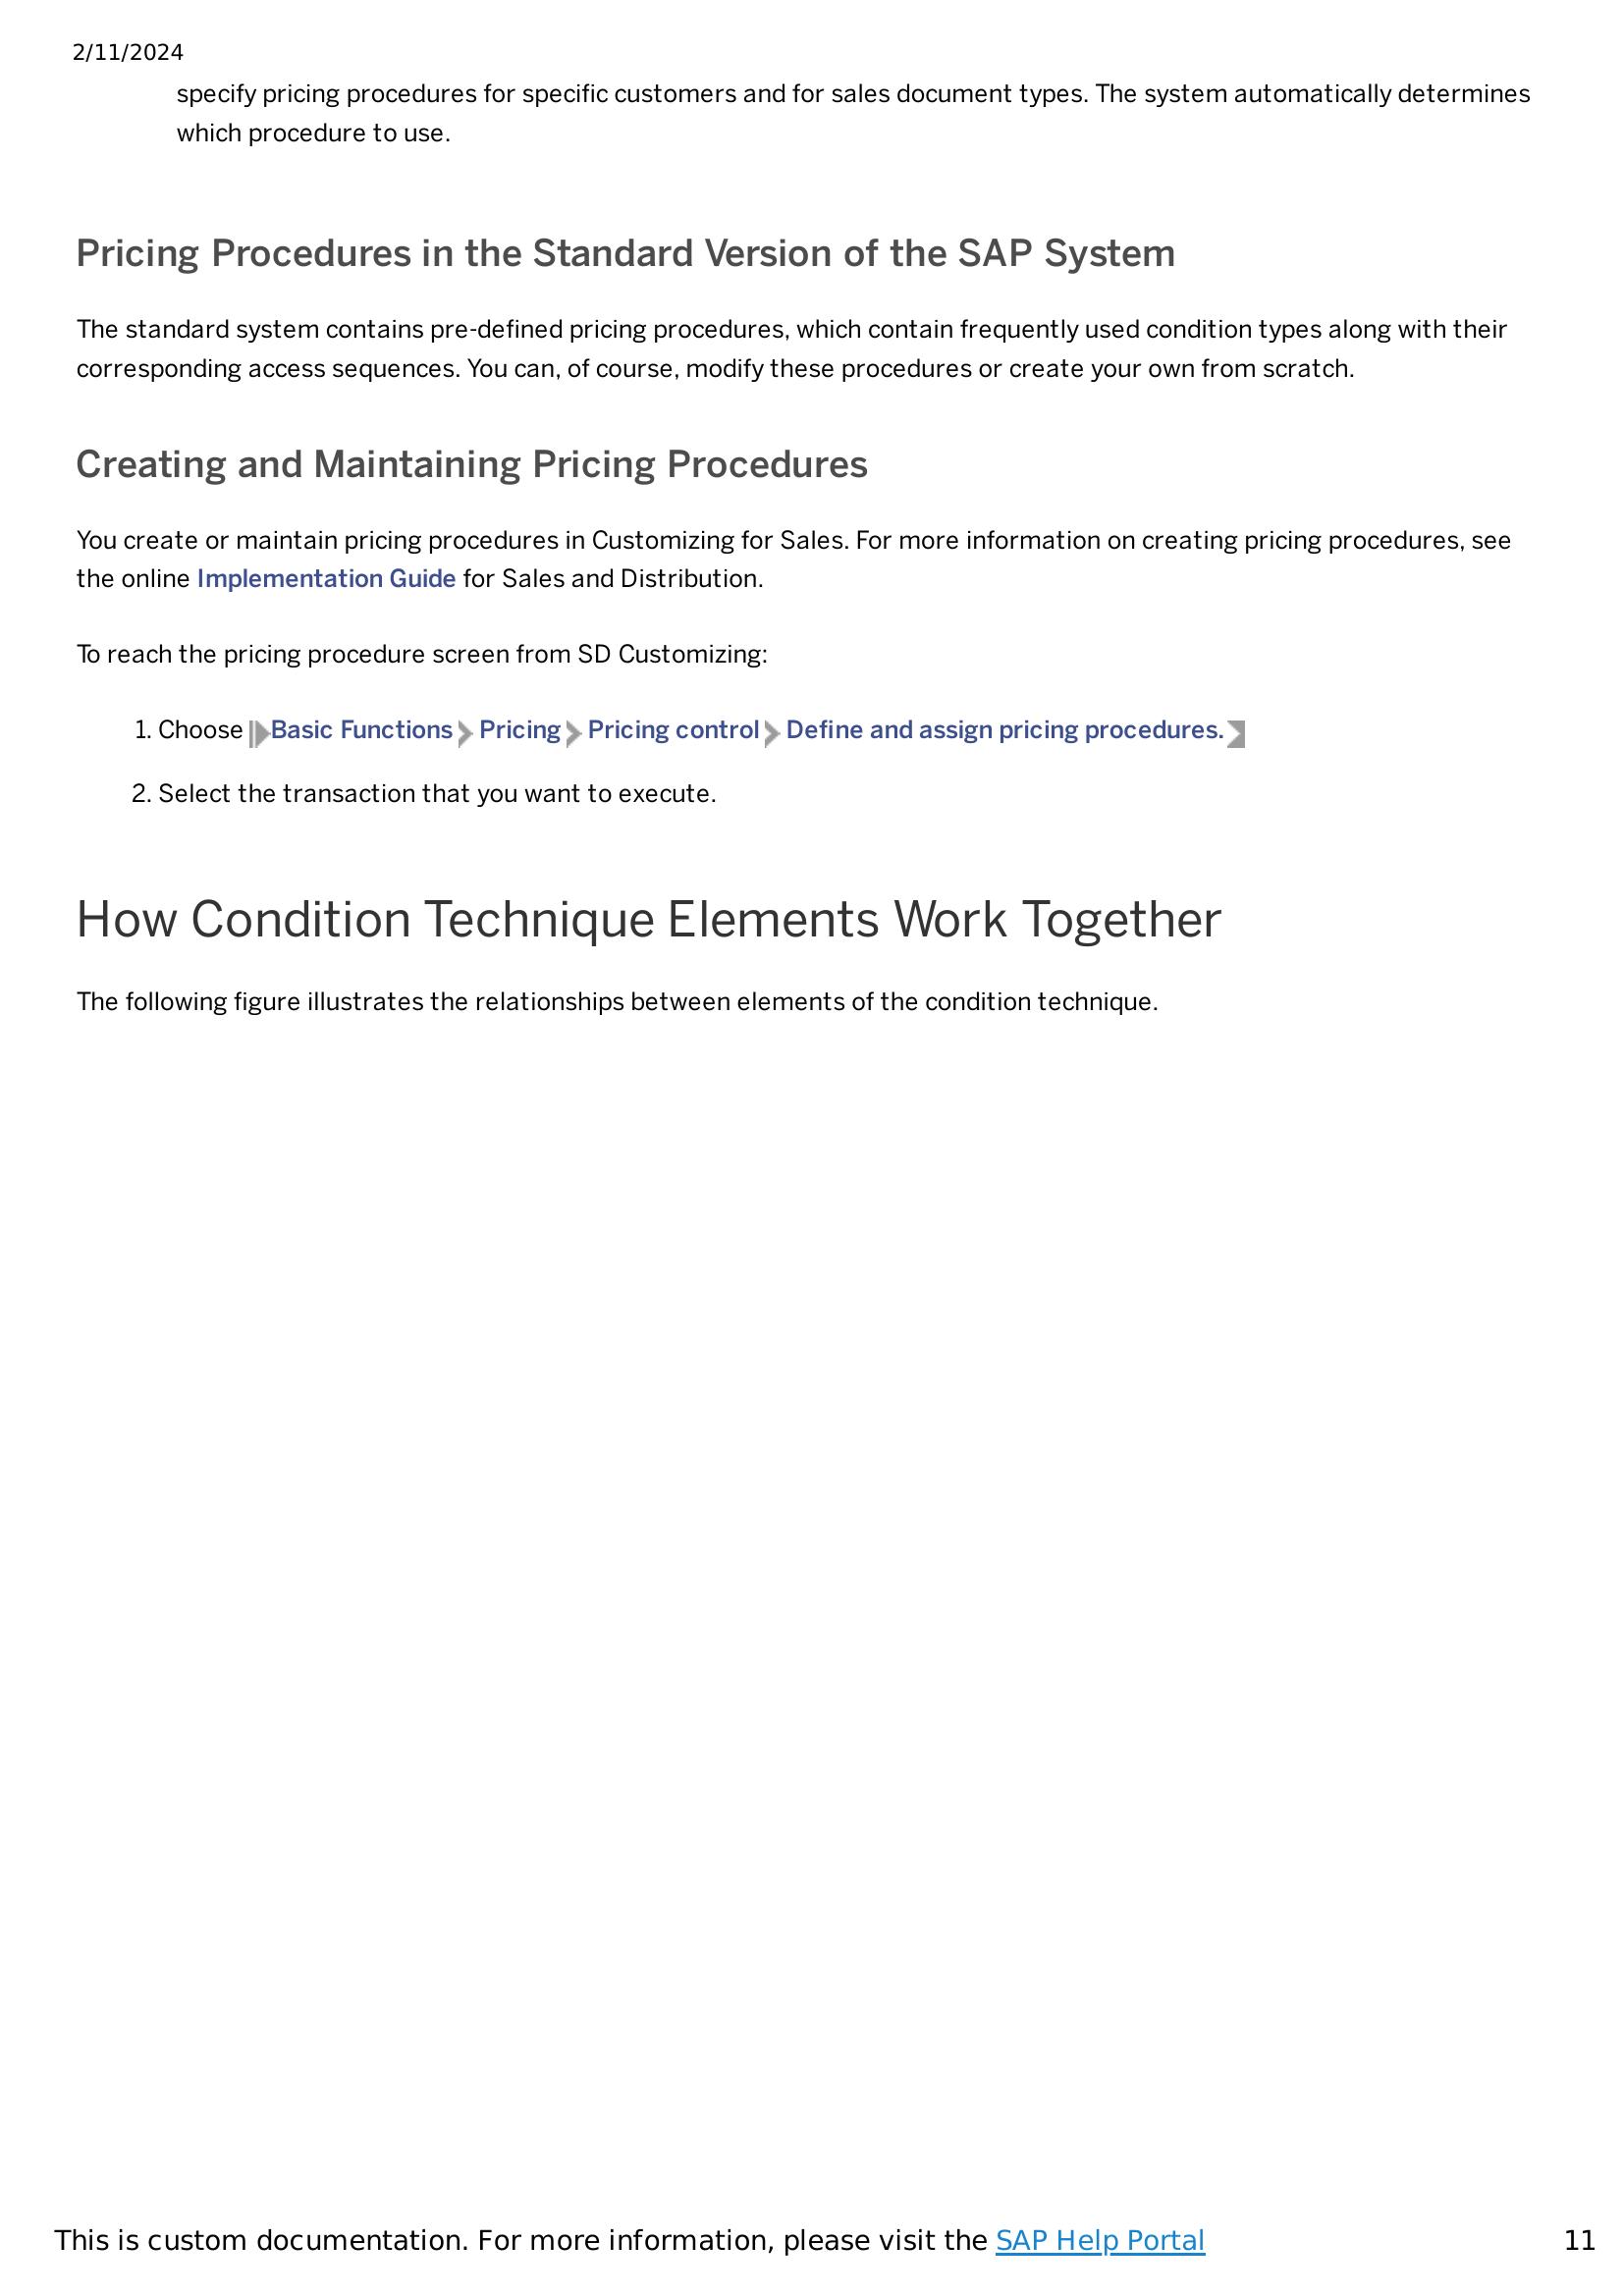 2/11/2024
specify pricing procedures for specific customers and for sales document types. The system automatically determines
which procedure to use.
Pricing Procedures in the Standard Version of the SAP System
The standard system contains pre-defined pricing procedures, which contain frequently used condition types along with their
corresponding access sequences. You can, of course, modify these procedures or create your own from scratch.
Creating and Maintaining Pricing Procedures
You create or maintain pricing procedures in Customizing for Sales. For more information on creating pricing procedures, see
the online Implementation Guide for Sales and Distribution.
To reach the pricing procedure screen from SD Customizing:
1. Choose Basic Functions Pricing Pricing control Define and assign pricing procedures.
2. Select the transaction that you want to execute.
How Condition Technique Elements Work Together
The following figure illustrates the relationships between elements of the condition technique.
This is custom documentation. For more information, please visit the SAP Help Portal 11